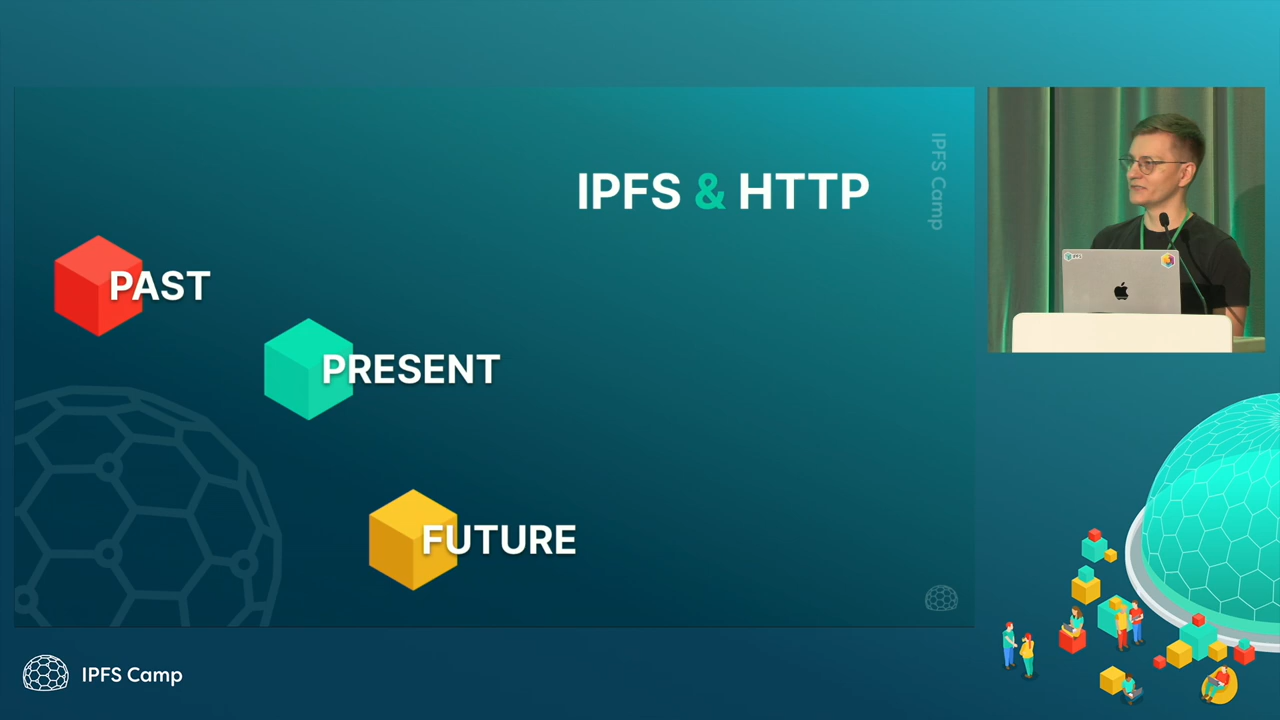 IPFS & HTTP
IPFS Camp
PAST
PRESENT
FUTURE
IPFS Camp